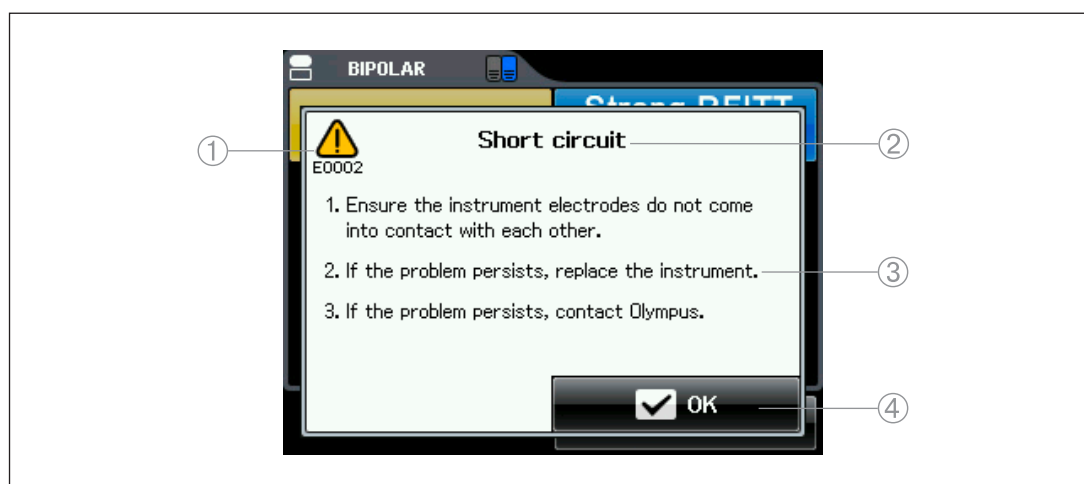 BIPOLAR
① Short circuit ②
E0002
1. Ensure the instrument electrodes do not come
into contact with each other.
2. If the problem persists, replace the instrument. ③
3. If the problem persists, contact Olympus.
OK ④